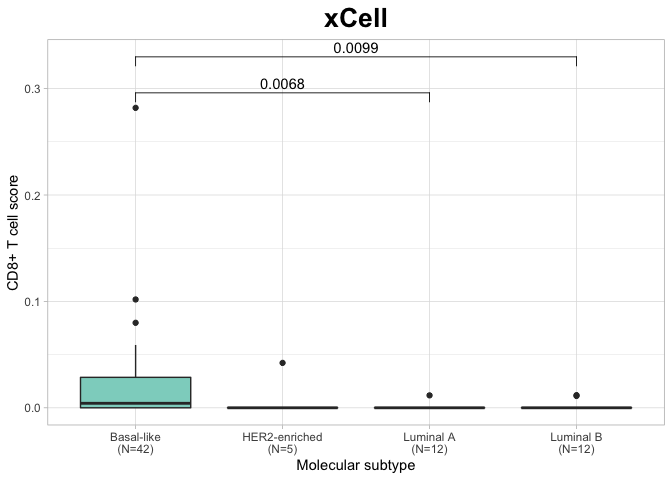 xCell
0.0099
0.0068
0.3
0.2
0.1
0.0
CD8+ T cell score
Basal-like
(N=42)
HER2-enriched
(N=5)
Luminal A
(N=12)
Luminal B
(N=12)
Molecular subtype